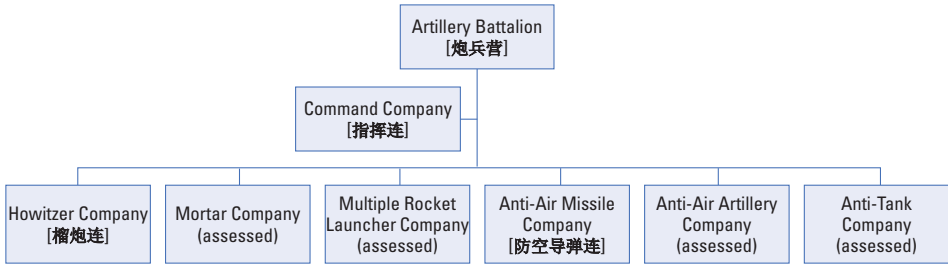 Artillery Battalion
[炮兵营]
Command Company
[指挥连]
Howitzer Company
[榴炮连]
Mortar Company
(assessed)
Multiple Rocket
Launcher Company
(assessed)
Anti-Air Missile
Company
[防空导弹连]
Anti-Air Artillery
Company
(assessed)
Anti-Tank
Company
(assessed)